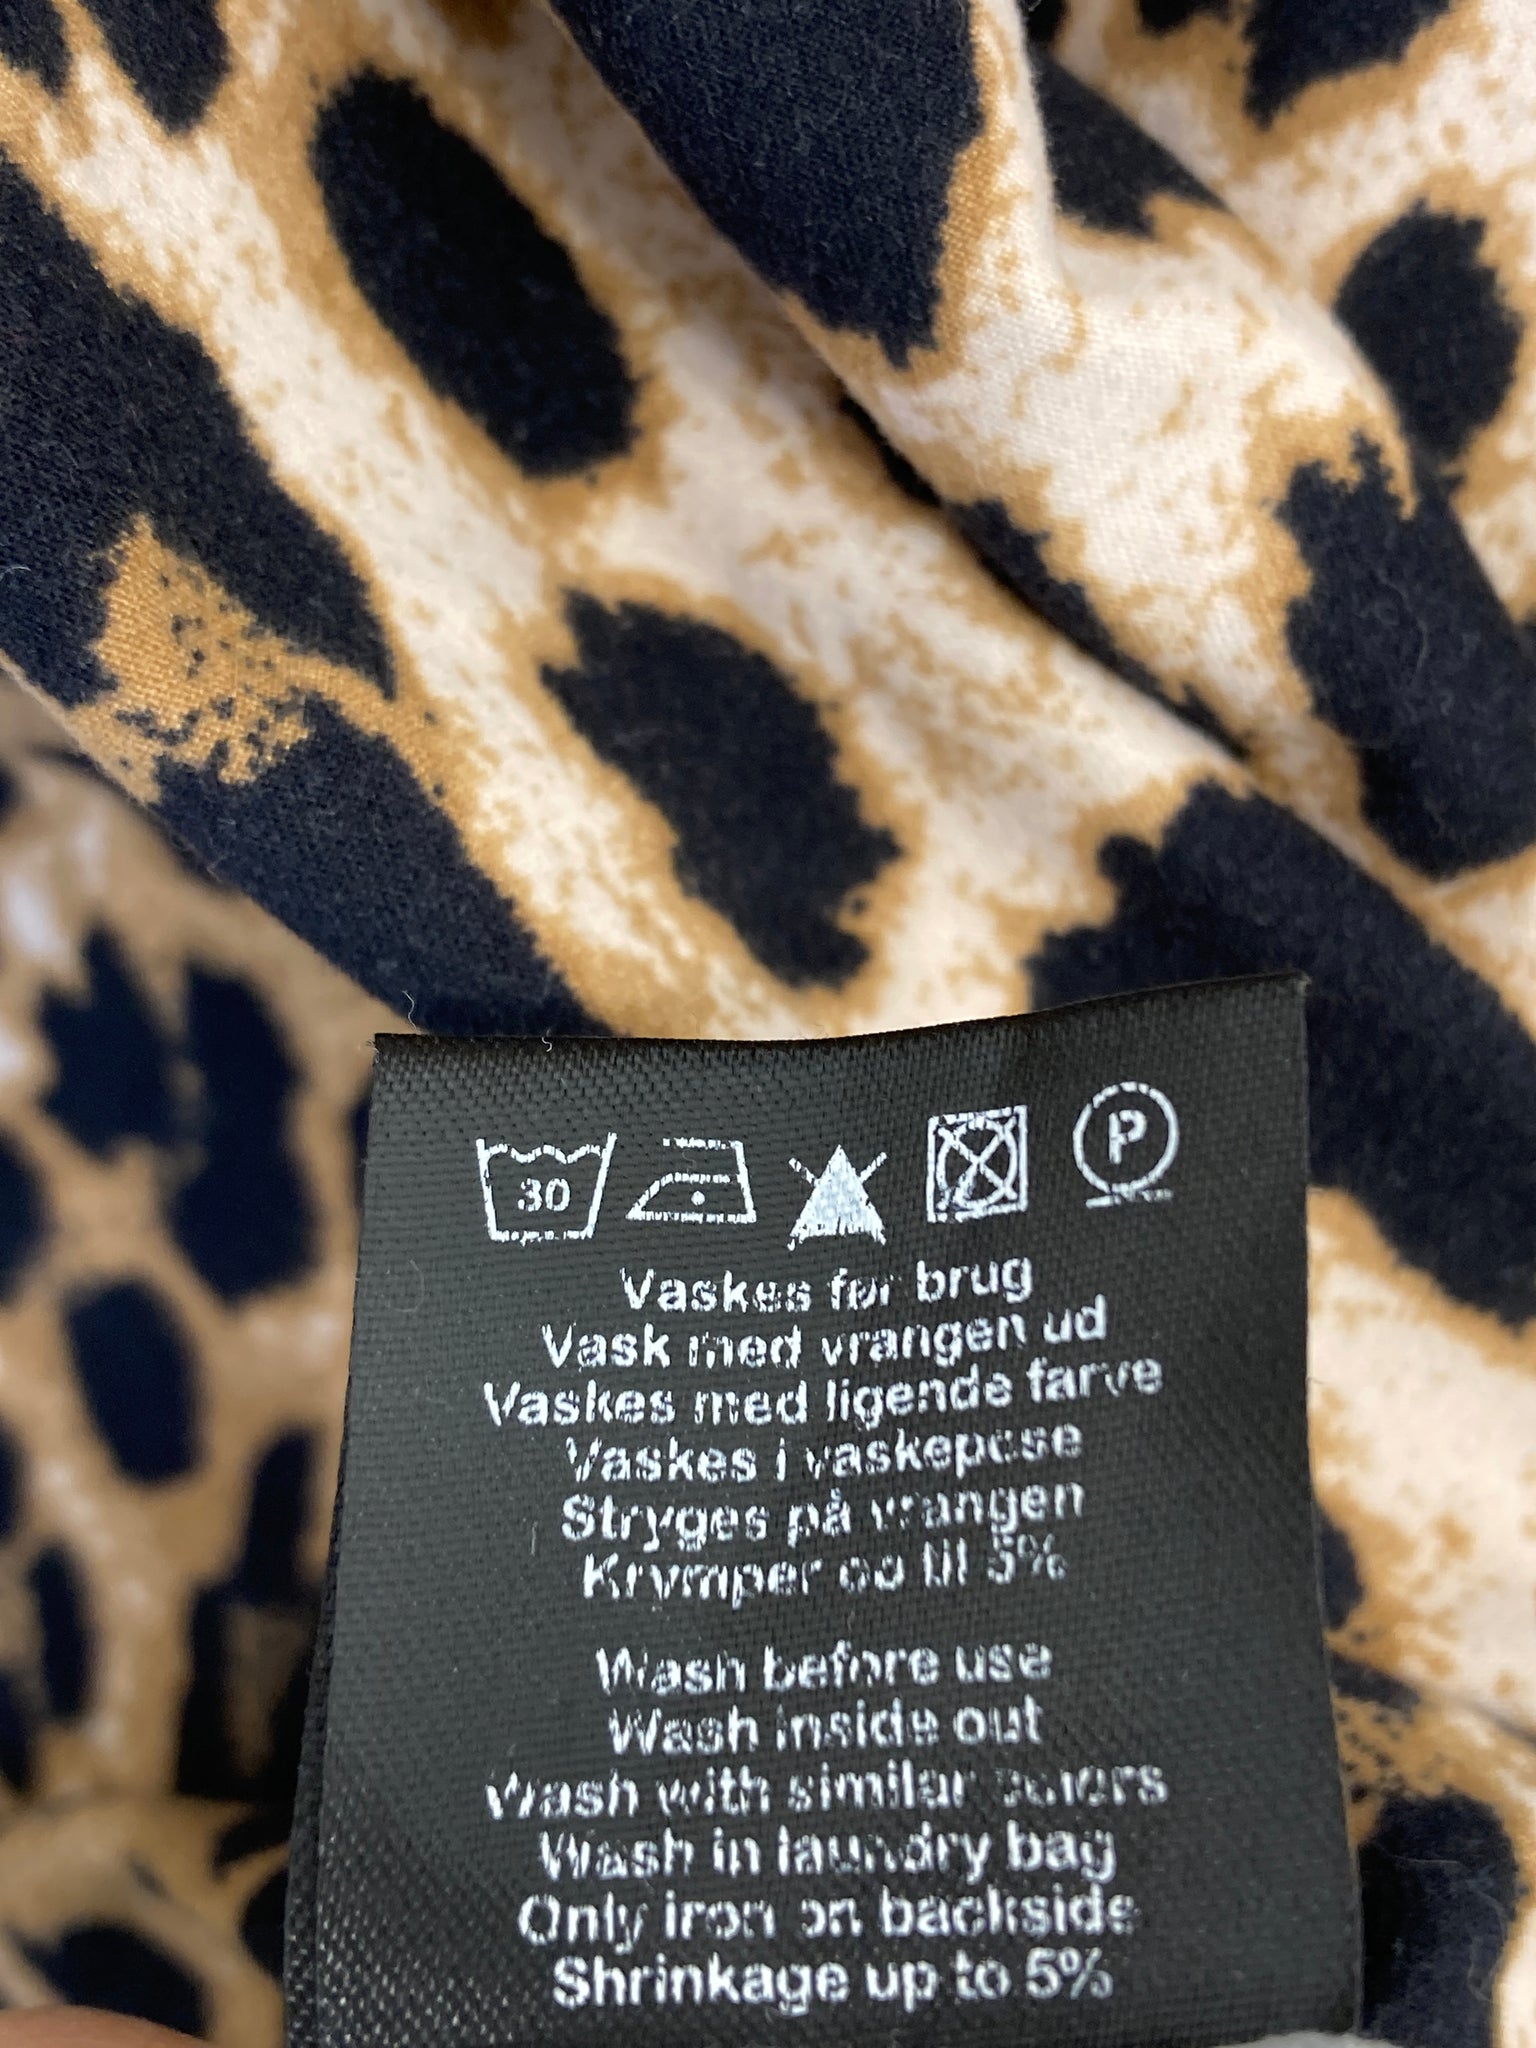 30
P
Vaskes før brug
Vask med vrangen ud
Vaskes med lignende farve
Vaskes i vaskepose
Stryges på vrangen
Krymper op til 5%
Wash before use
Wash inside out
Wash with similar colors
Wash in laundry bag
Only iron on backside
Shrinkage up to 5%